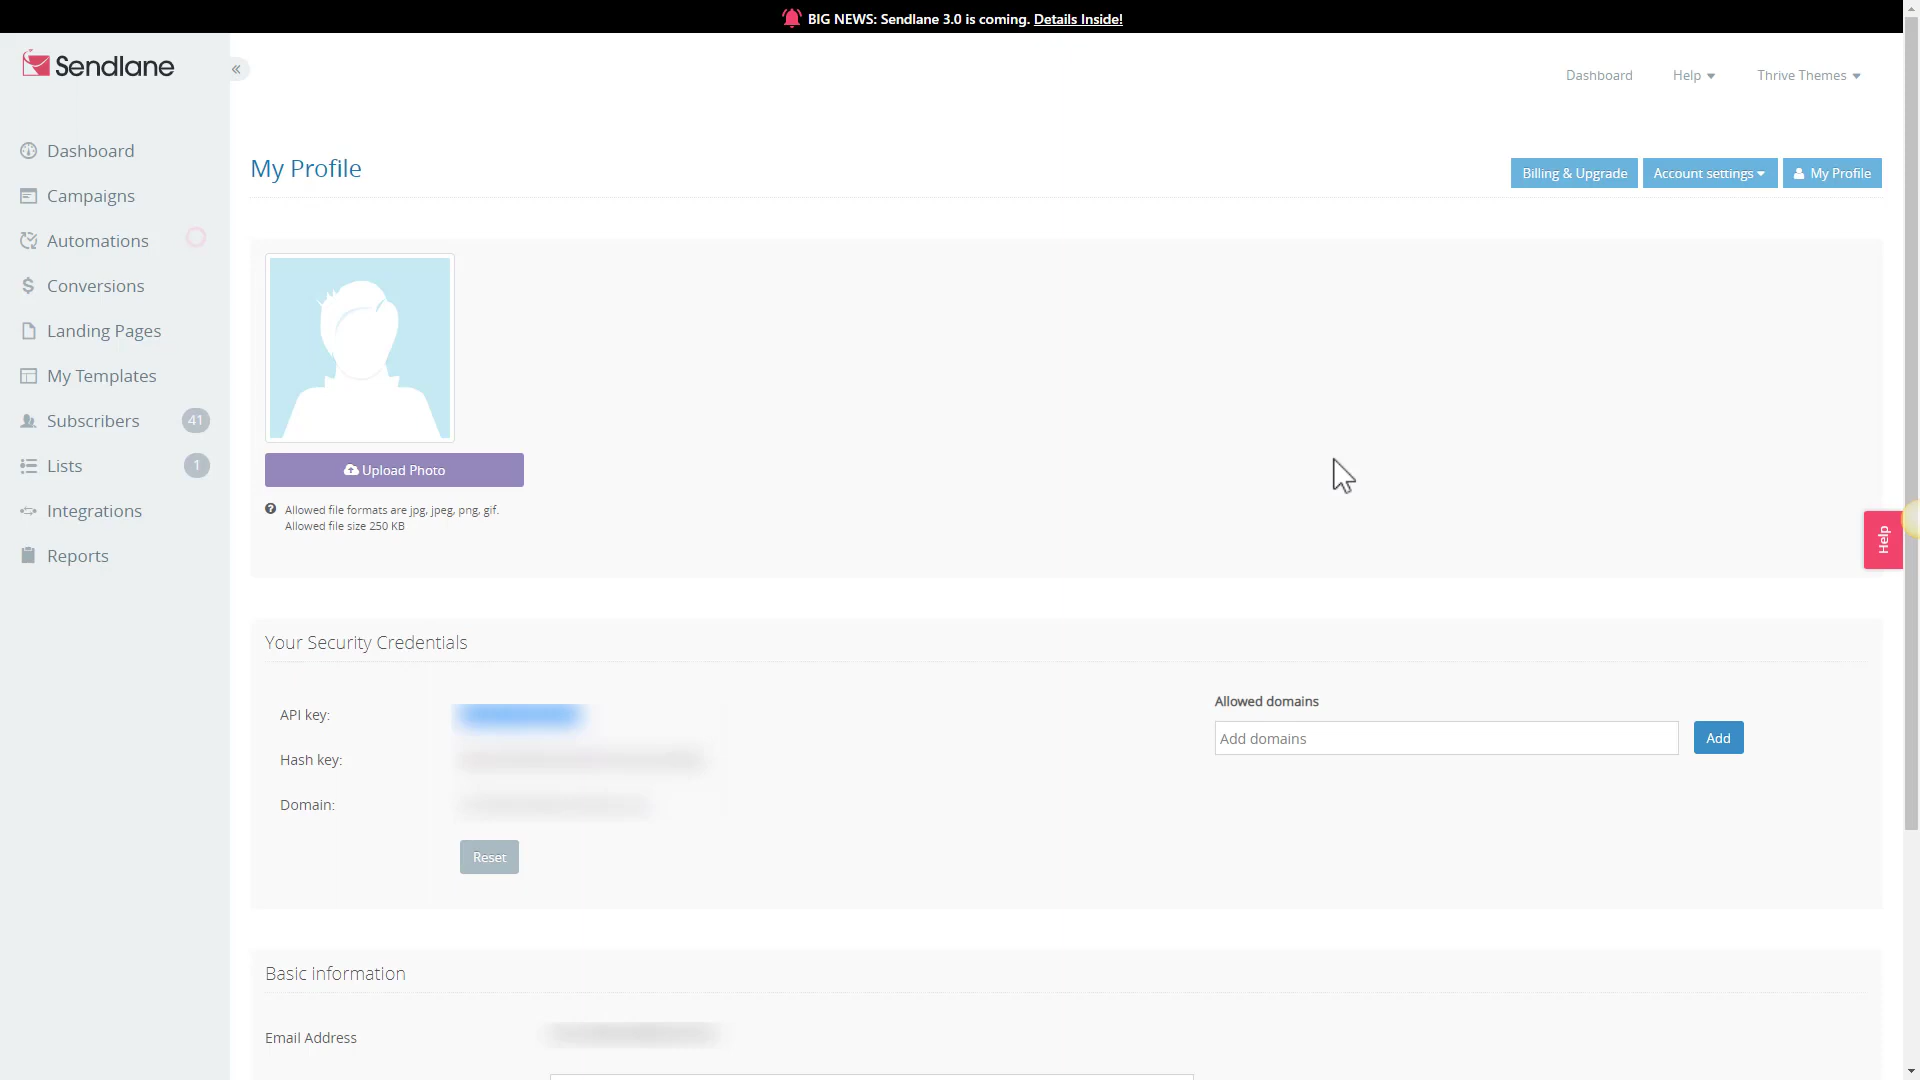 BIG NEWS: Sendlane 3.0 is coming. Details Inside!
Sendlane
«
Dashboard
Help
Thrive Themes
Dashboard
Campaigns
Automations
Conversions
Landing Pages
My Templates
Subscribers 41
Lists 1
Integrations
Reports
My Profile
Billing & Upgrade
Account settings
My Profile
Upload Photo
Allowed file formats are jpg, jpeg, png, gif.
Allowed file size 250 KB
Help
Your Security Credentials
API key:
Hash key:
Domain:
Reset
Allowed domains
Add domains
Add
Basic information
Email Address